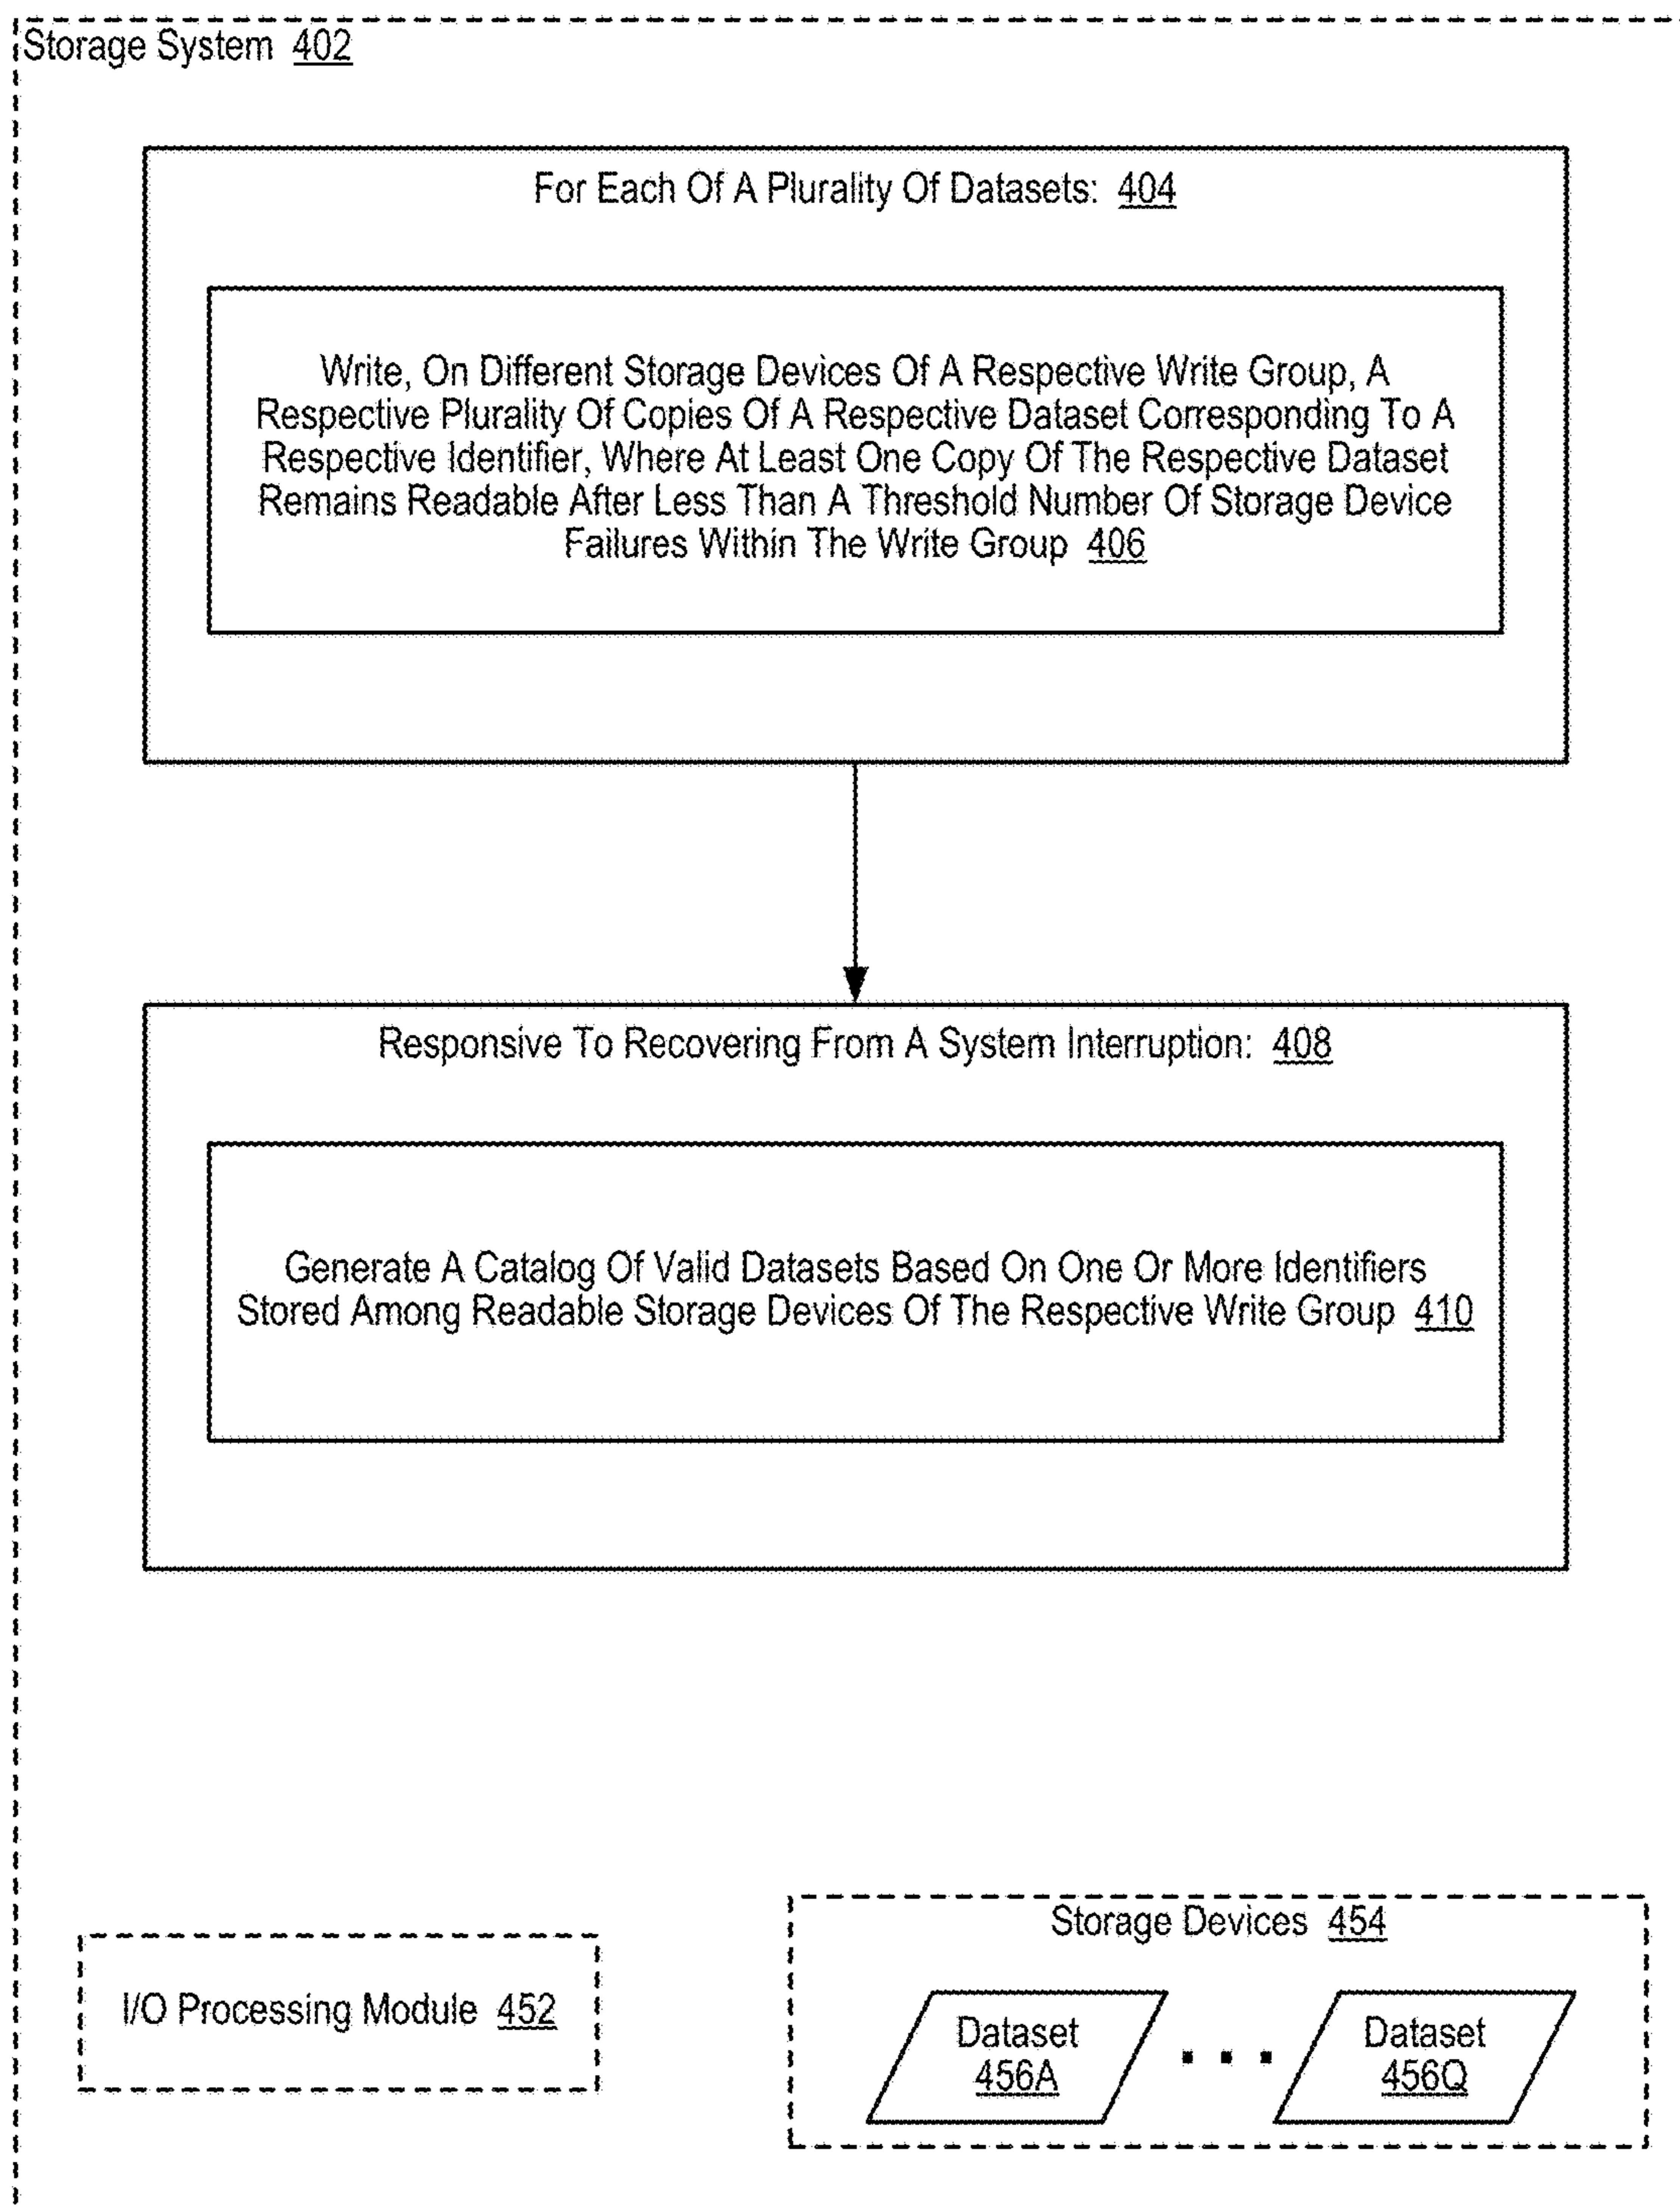 Storage System 402
For Each Of A Plurality Of Datasets: 404
Write, On Different Storage Devices Of A Respective Write Group, A
Respective Plurality Of Copies Of A Respective Dataset Corresponding To A
Respective Identifier, Where At Least One Copy Of The Respective Dataset
Remains Readable After Less Than A Threshold Number Of Storage Device
Failures Within The Write Group 406
Responsive To Recovering From A System Interruption: 408
Generate A Catalog Of Valid Datasets Based On One Or More Identifiers
Stored Among Readable Storage Devices Of The Respective Write Group 410
I/O Processing Module 452
Storage Devices 454
Dataset
456A
. . .
Dataset
456Q